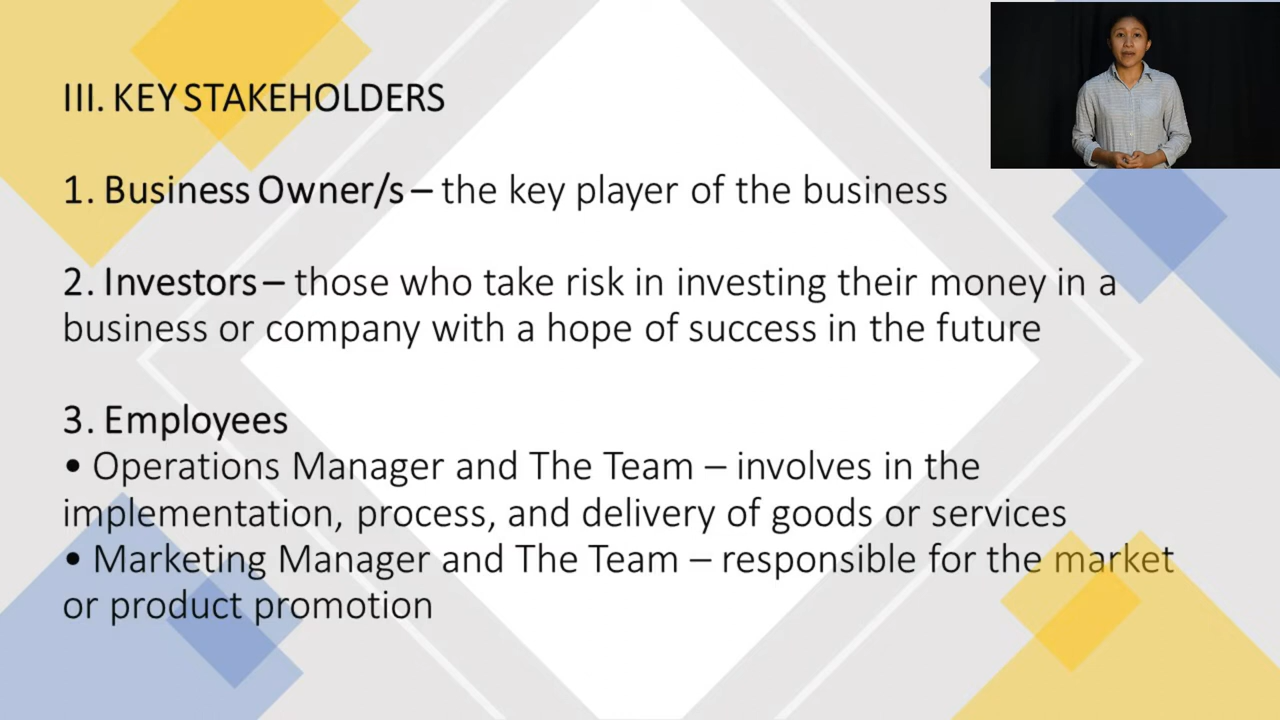 III. KEY STAKEHOLDERS
1. Business Owner/s – the key player of the business
2. Investors – those who take risk in investing their money in a
business or company with a hope of success in the future
3. Employees
• Operations Manager and The Team – involves in the
implementation, process, and delivery of goods or services
• Marketing Manager and The Team – responsible for the market
or product promotion